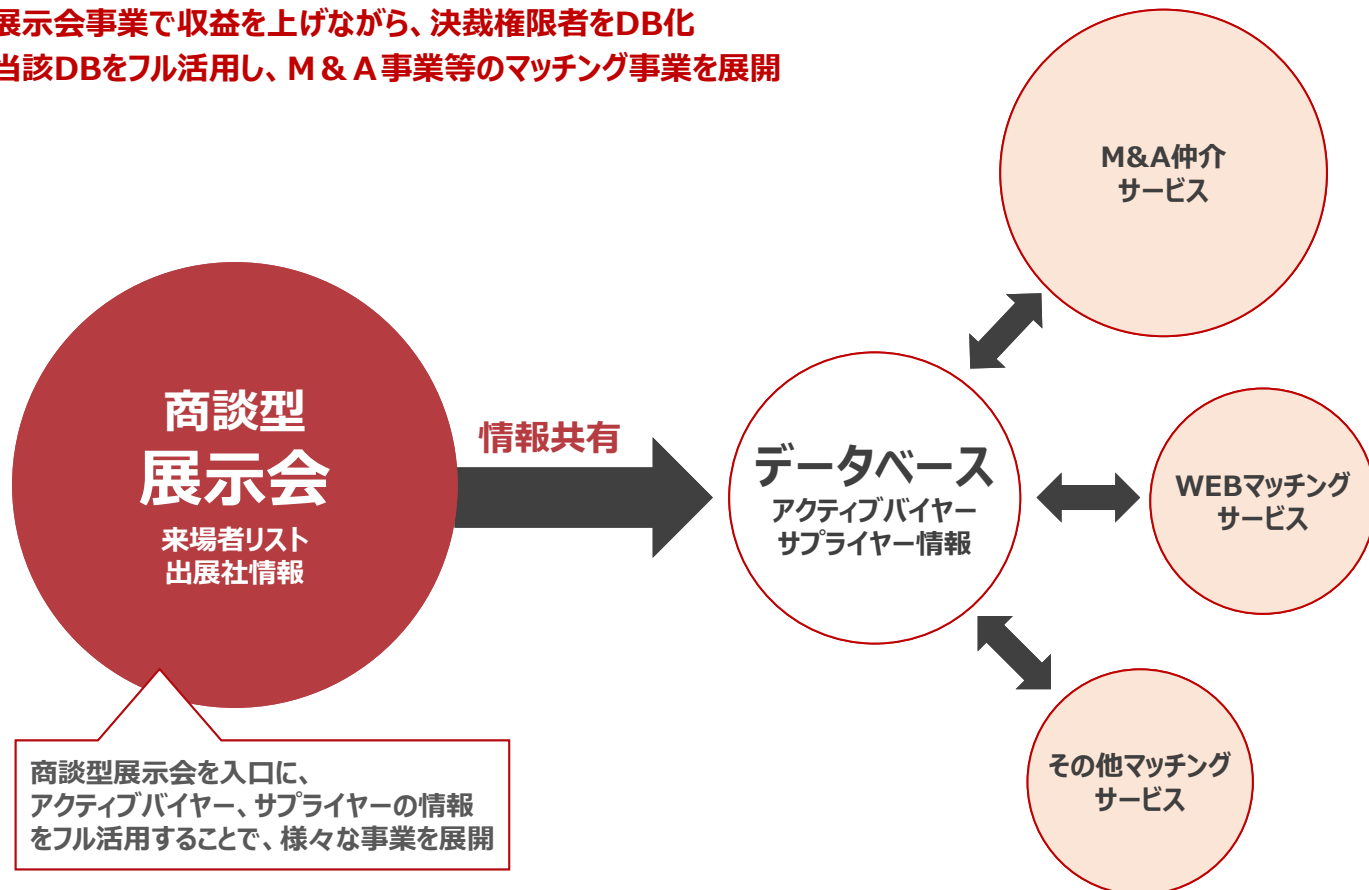 展示会事業で収益を上げながら、決裁権限者をDB化
当該DBをフル活用し、M&A事業等のマッチング事業を展開
M&A仲介
サービス
商談型
展示会
来場者リスト
出展社情報
情報共有
データベース
アクティブバイヤー
サプライヤー情報
WEBマッチング
サービス
その他マッチング
サービス
商談型展示会を入口に、
アクティブバイヤー、サプライヤーの情報
をフル活用することで、様々な事業を展開